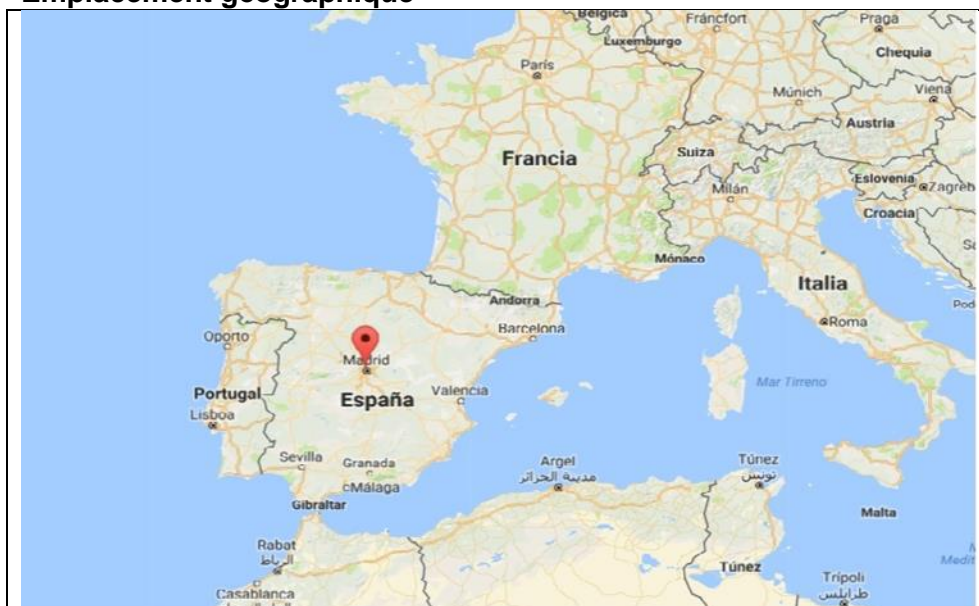 Emplacement géographique
Belgica
Fráncfort
Praga
Luxemburgo
Chequia
París
Múnich
Viena
Austria
Francia
Suiza
Eslovenia
Milán
Zagreb
Croacia
Mónaco
Italia
Andorra
Oporto
Barcelona
Roma
Madrid
Portugal
España
Valencia
Mar Tirreno
Lisboa
Sevilla
Granada
Argel
مدينة الجزائر
Túnez
تونس
Málaga
Gibraltar
Malta
Rabat
الرباط
Túnez
Casablanca
Trípoli
طرابلس